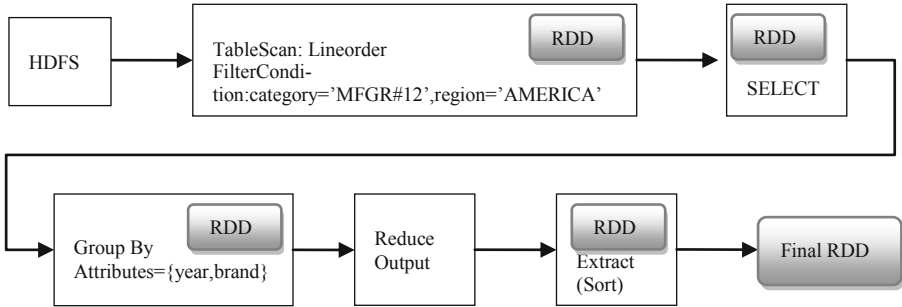 HDFS
RDD
TableScan: Lineorder
FilterCondi-
tion:category=’MFGR#12’,region=’AMERICA’
RDD
SELECT
RDD
Group By
Attributes={year,brand}
Reduce
Output
RDD
Extract
(Sort)
Final RDD